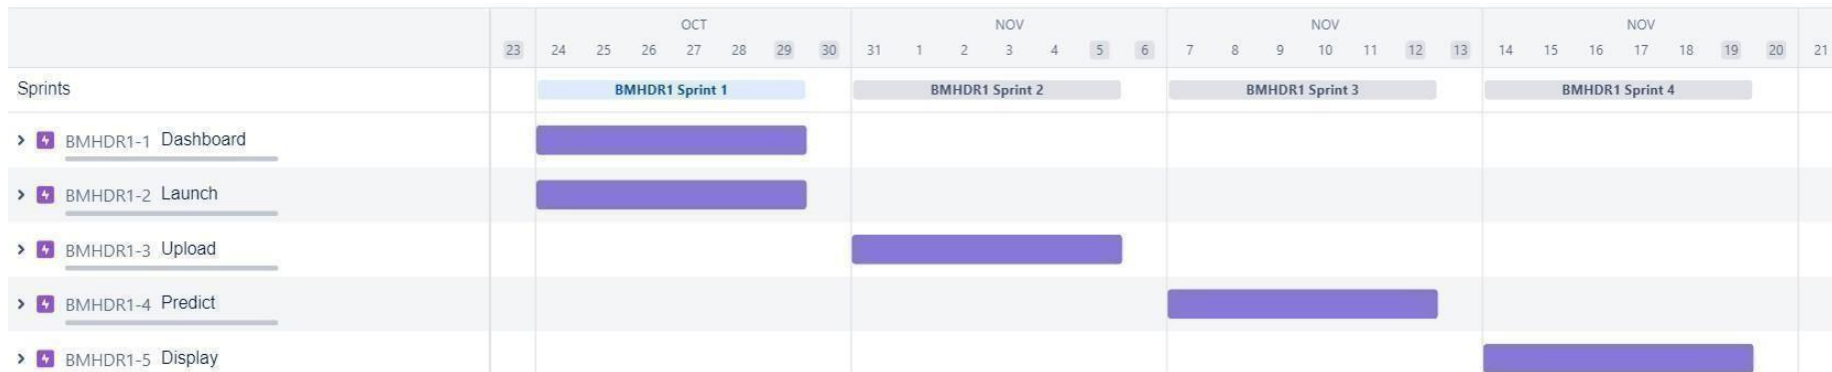 OCT NOV NOV NOV
23 24 25 26 27 28 29 30 31 1 2 3 4 5 6 7 8 9 10 11 12 13 14 15 16 17 18 19 20 21
Sprints BMHDR1 Sprint 1 BMHDR1 Sprint 2 BMHDR1 Sprint 3 BMHDR1 Sprint 4
BMHDR1-1 Dashboard
BMHDR1-2 Launch
BMHDR1-3 Upload
BMHDR1-4 Predict
BMHDR1-5 Display